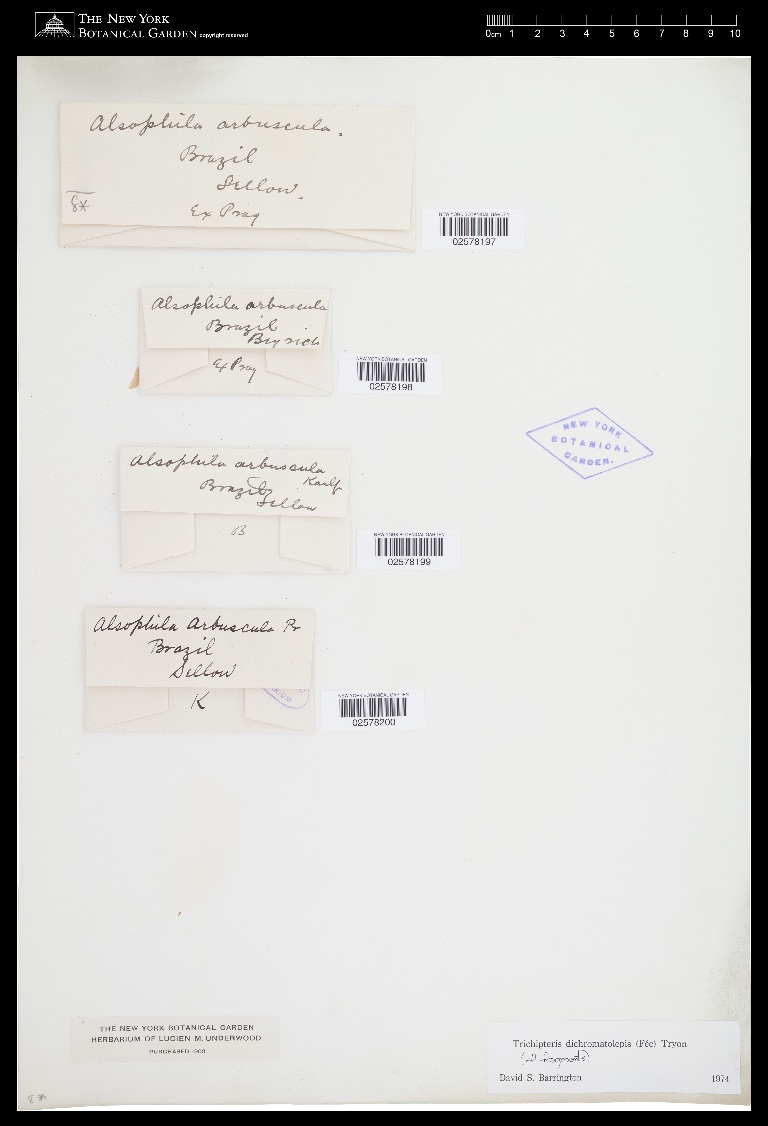 THE NEW YORK
BOTANICAL GARDEN copyright reserved
0cm 1 2 3 4 5 6 7 8 9 10
Alsophila arbuscula.
Brazil
Sellow.
8*
Ex Prag
NEW YORK BOTANICAL GARDEN
02578197
Alsophila arbuscula
Brazil
Beyrich
Ex Prag
NEW YORK BOTANICAL GARDEN
02578198
NEW YORK
BOTANICAL
GARDEN.
Alsophila arbuscula
Kaulf
Brazil
Sellow
B
NEW YORK BOTANICAL GARDEN
02578199
Alsophila Arbuscula Pr
Brazil
Sellow
K
NEW YORK BOTANICAL GARDEN
02578200
THE NEW YORK BOTANICAL GARDEN
HERBARIUM OF LUCIEN M. UNDERWOOD
PURCHASED 1909
Trichipteris dichromatolepis (Fée) Tryon
(all fragments)
David S. Barrington 1974
8*